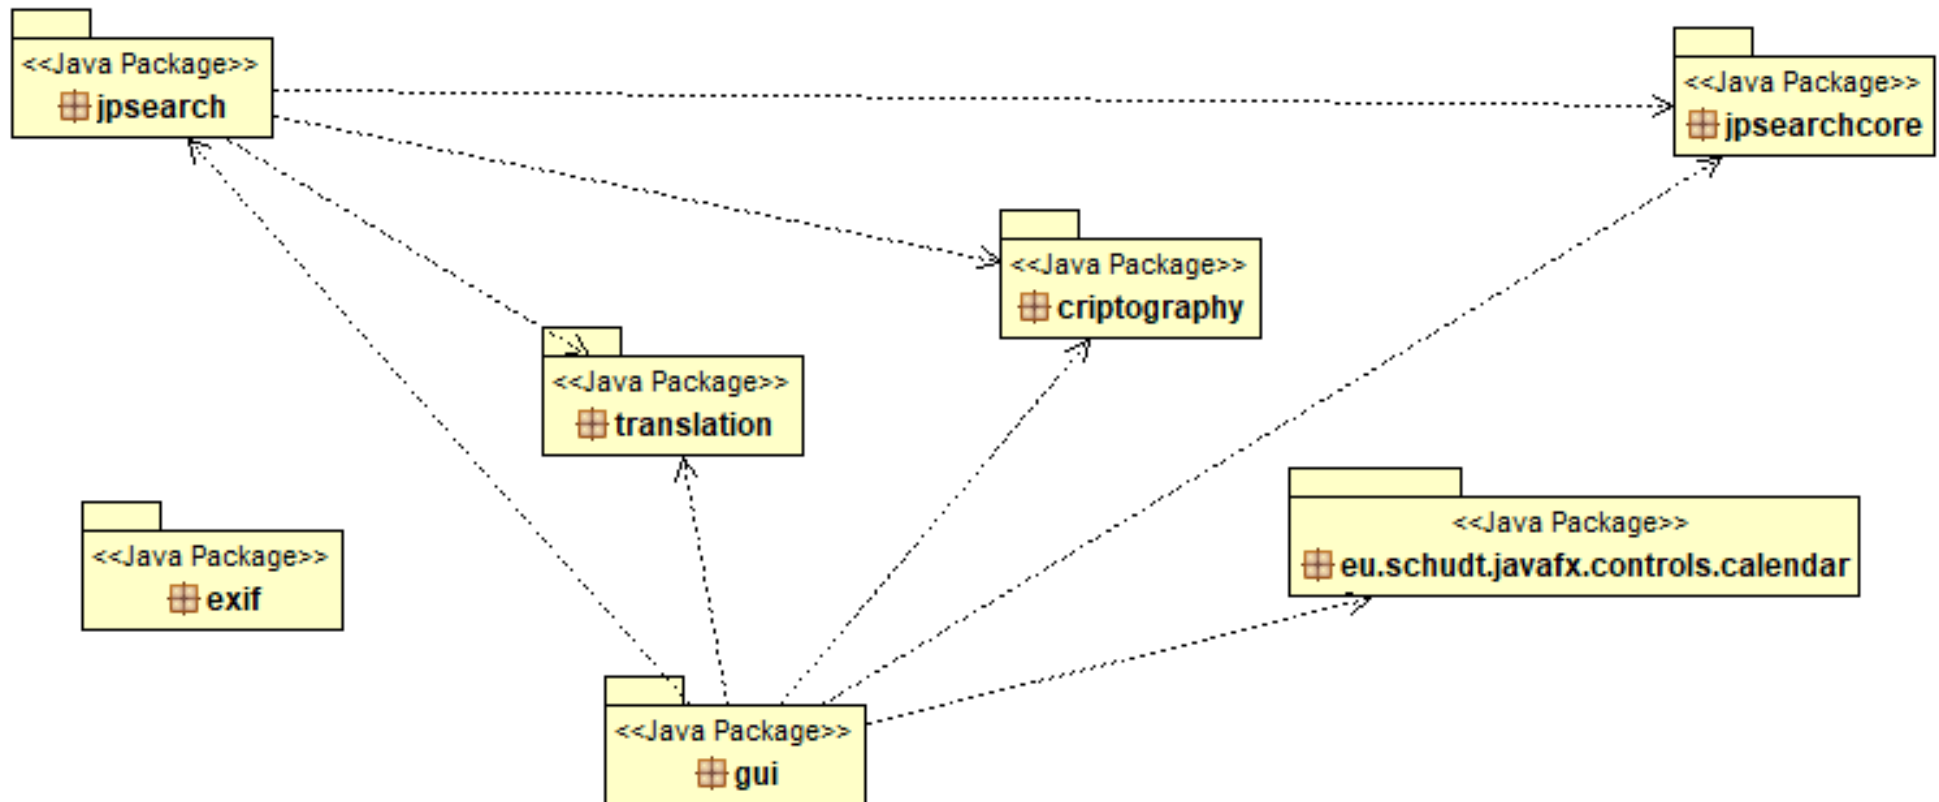 <<Java Package>>
jpsearch
<<Java Package>>
jpsearchcore
<<Java Package>>
criptography
<<Java Package>>
translation
<<Java Package>>
eu.schudt.javafx.controls.calendar
<<Java Package>>
exif
<<Java Package>>
gui